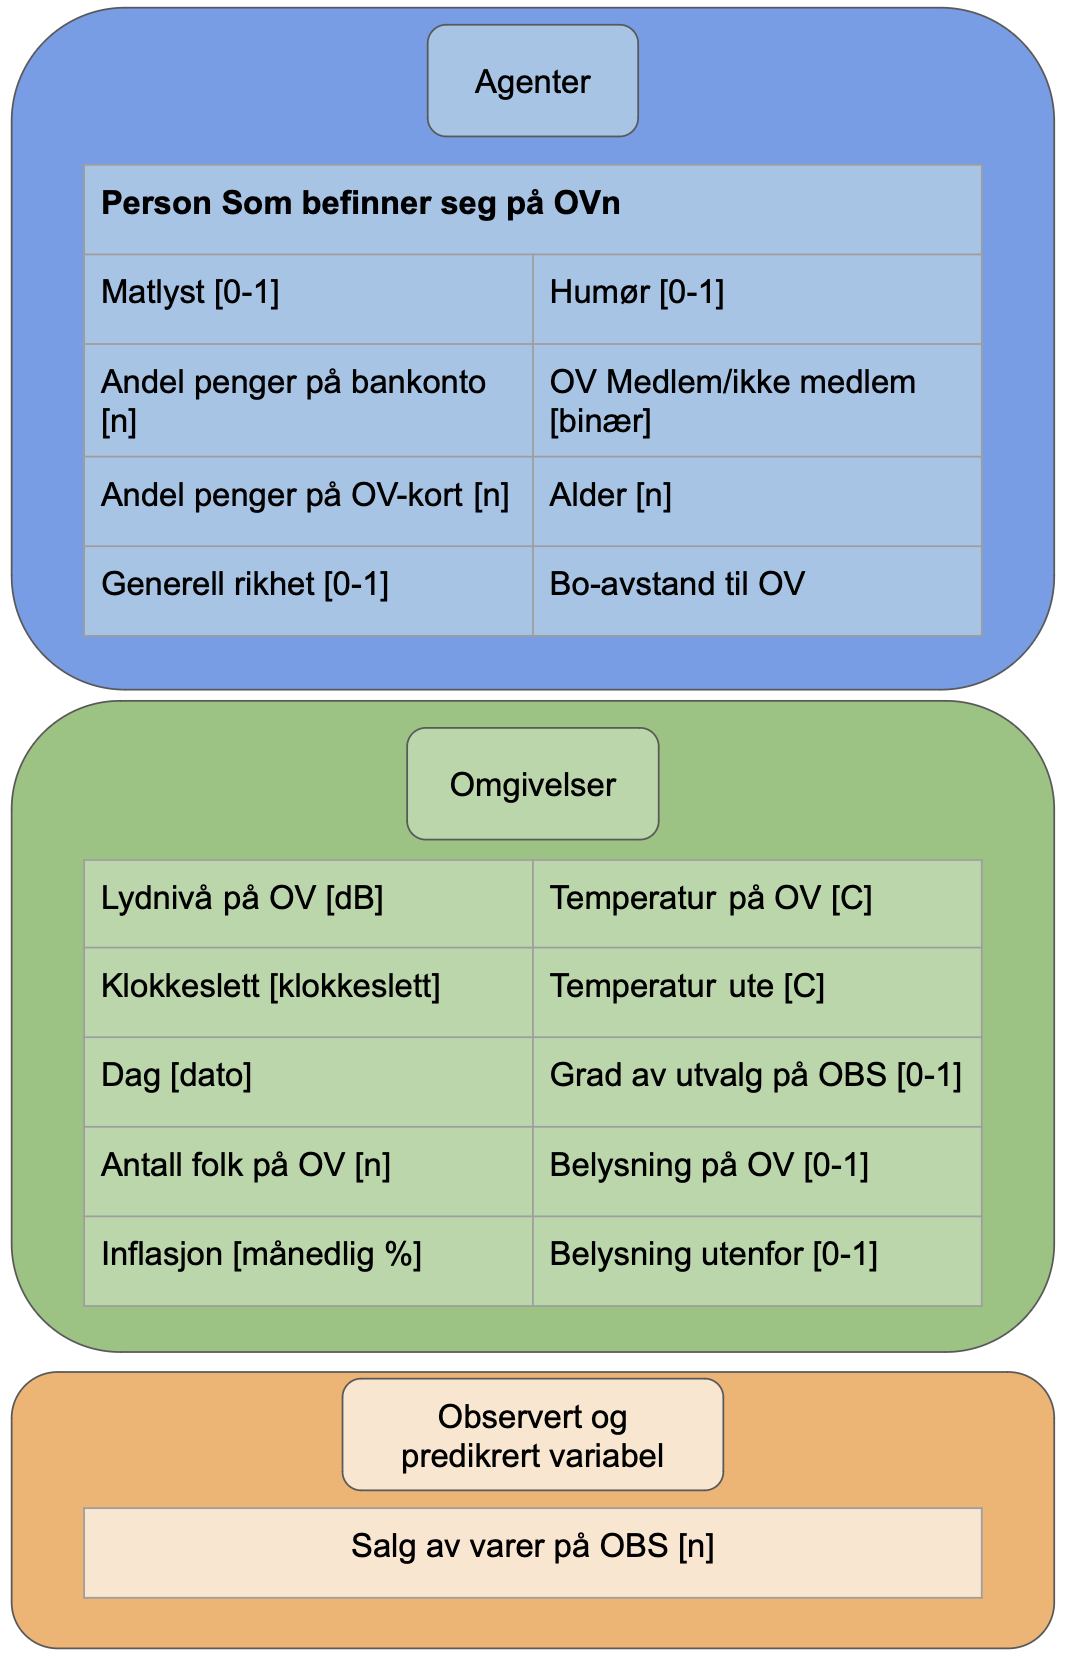 Agenter
Person Som befinner seg på OVn
Matlyst [0-1]
Humør [0-1]
Andel penger på bankonto
[n]
OV Medlem/ikke medlem
[binær]
Andel penger på OV-kort [n]
Alder [n]
Generell rikhet [0-1]
Bo-avstand til OV
Omgivelser
Lydnivå på OV [dB]
Temperatur på OV [C]
Klokkeslett [klokkeslett]
Temperatur ute [C]
Dag [dato]
Grad av utvalg på OBS [0-1]
Antall folk på OV [n]
Belysning på OV [0-1]
Inflasjon [månedlig %]
Belysning utenfor [0-1]
Observert og
predikrert variabel
Salg av varer på OBS [n]